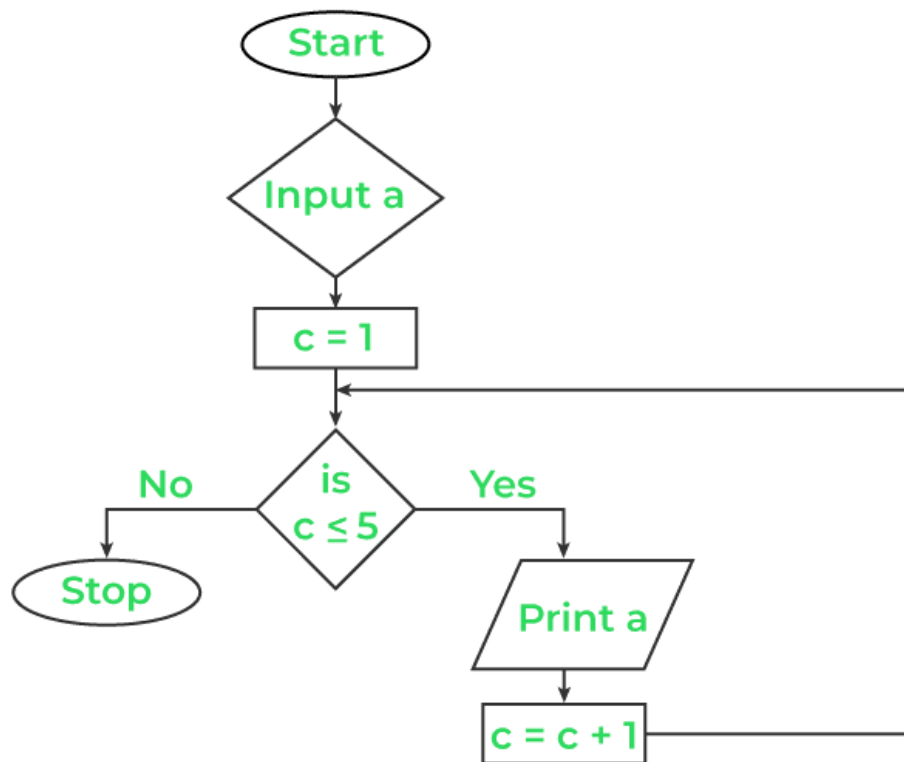 Start
Input a
c = 1
is
c ≤ 5
No
Yes
Stop
Print a
c = c + 1